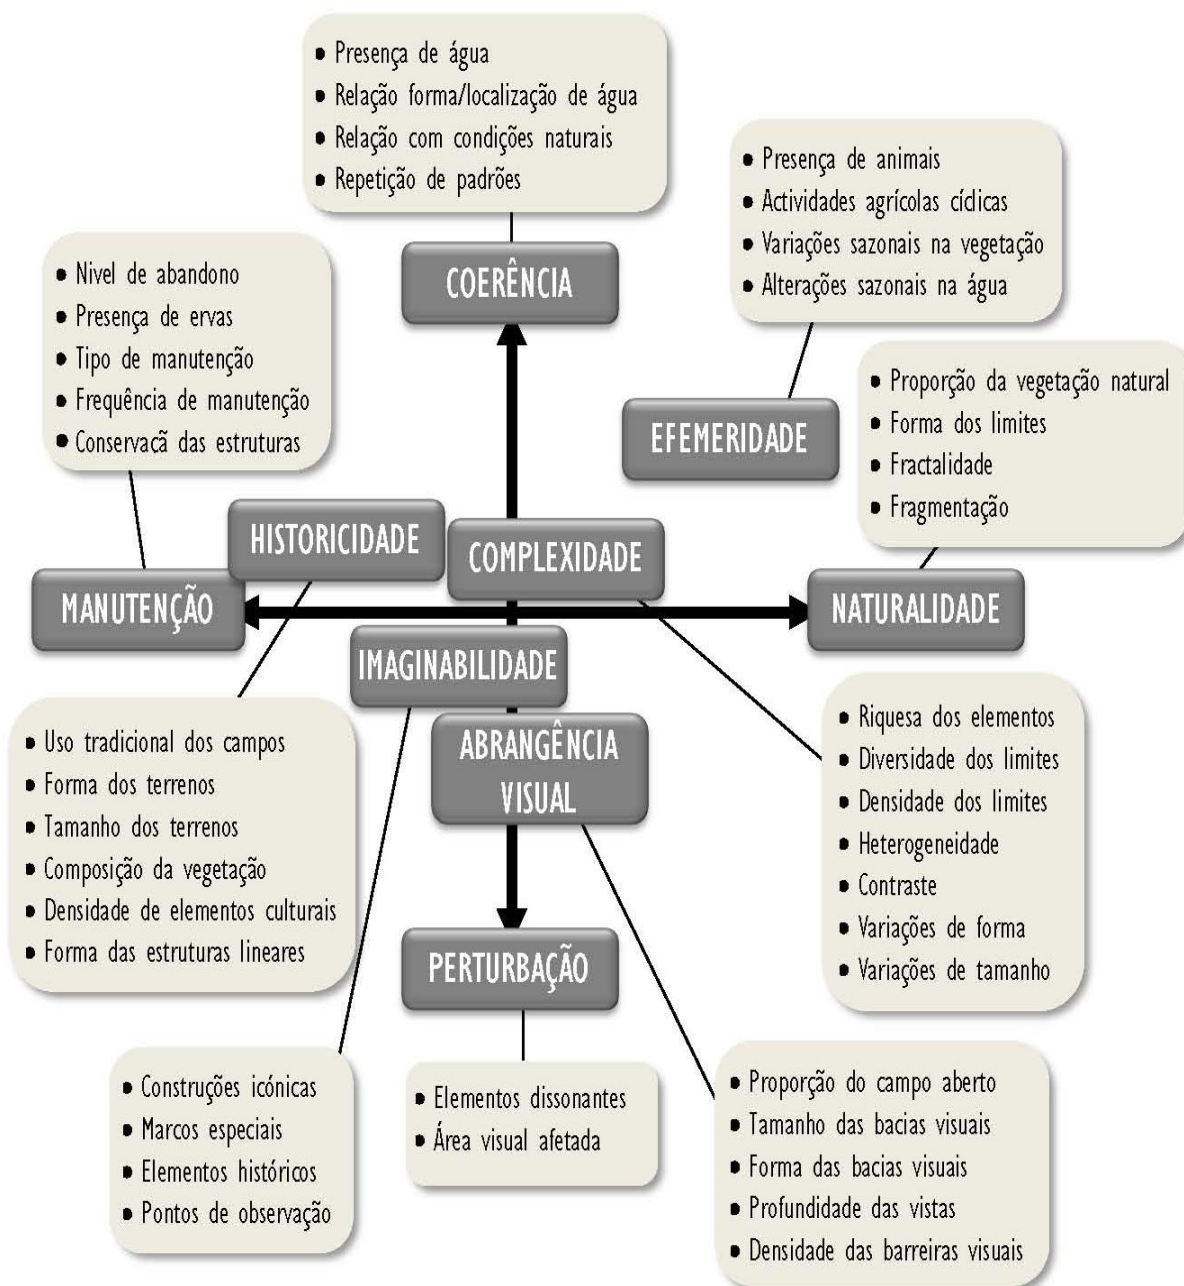 • Presença de água
• Relação forma/localização de água
• Relação com condições naturais
• Repetição de padrões
COERÊNCIA
• Presença de animais
• Actividades agrícolas cíclicas
• Variações sazonais na vegetação
• Alterações sazonais na água
EFEMERIDADE
• Nivel de abandono
• Presença de ervas
• Tipo de manutenção
• Frequência de manutenção
• Conservaçã das estruturas
MANUTENÇÃO
• Proporção da vegetação natural
• Forma dos limites
• Fractalidade
• Fragmentação
NATURALIDADE
HISTORICIDADE
• Uso tradicional dos campos
• Forma dos terrenos
• Tamanho dos terrenos
• Composição da vegetação
• Densidade de elementos culturais
• Forma das estruturas lineares
COMPLEXIDADE
• Riquesa dos elementos
• Diversidade dos limites
• Densidade dos limites
• Heterogeneidade
• Contraste
• Variações de forma
• Variações de tamanho
IMAGINABILIDADE
• Construções icónicas
• Marcos especiais
• Elementos históricos
• Pontos de observação
ABRANGÊNCIA
VISUAL
• Proporção do campo aberto
• Tamanho das bacias visuais
• Forma das bacias visuais
• Profundidade das vistas
• Densidade das barreiras visuais
PERTURBAÇÃO
• Elementos dissonantes
• Área visual afetada